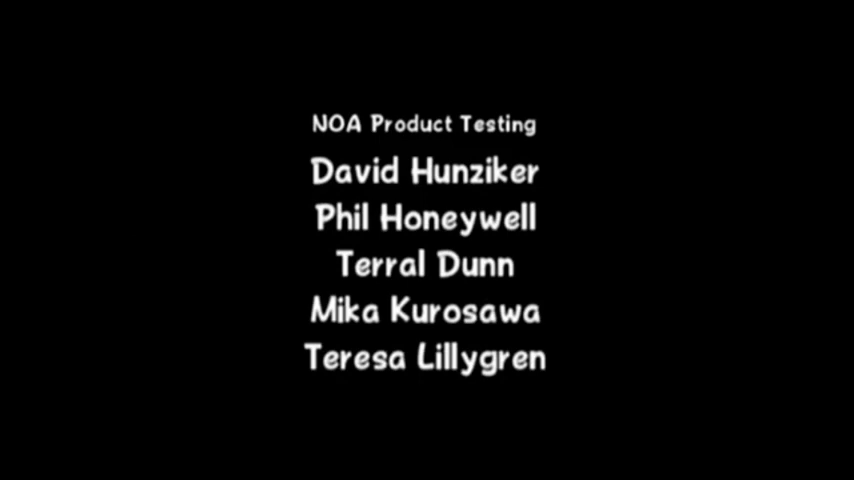 NOA Product Testing
David Hunziker
Phil Honeywell
Terral Dunn
Mika Kurosawa
Teresa Lillygren